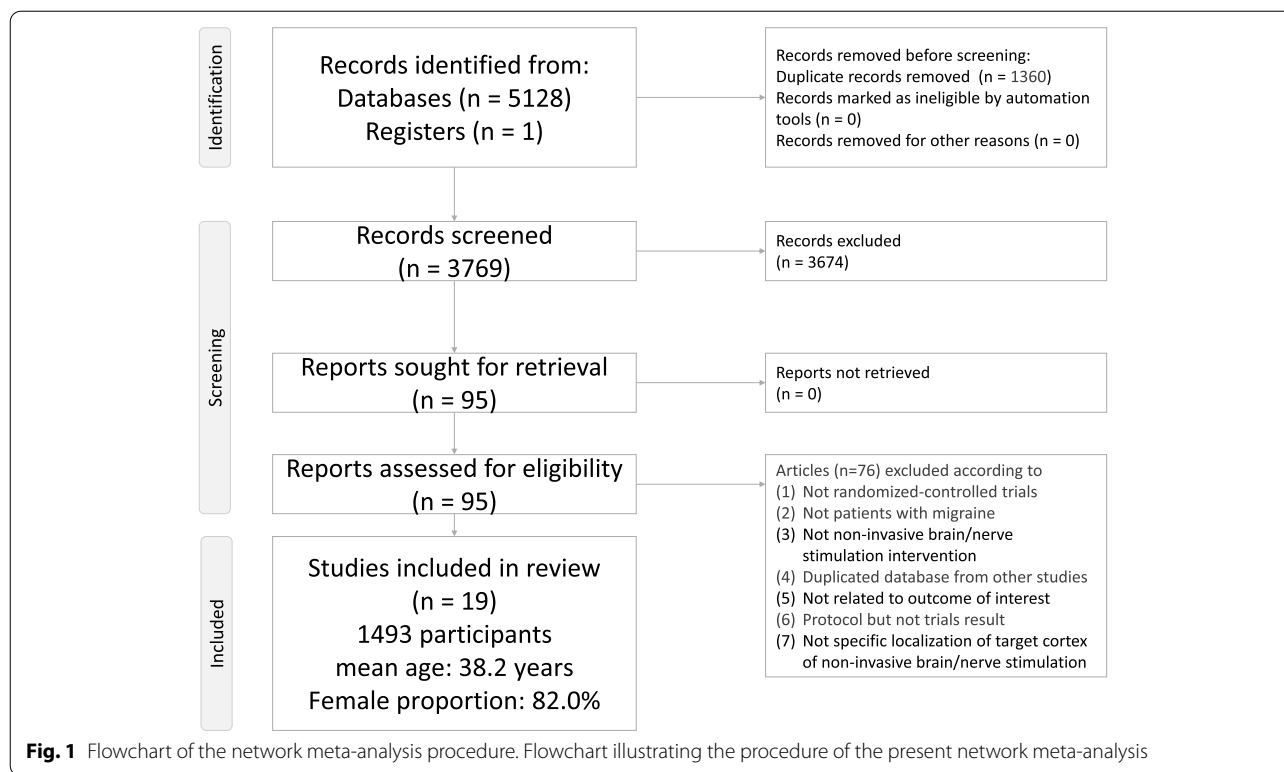 Identification
Records identified from:
Databases (n = 5128)
Registers (n = 1)
Records removed before screening:
Duplicate records removed  (n = 1360)
Records marked as ineligible by automation
tools (n = 0)
Records removed for other reasons (n = 0)
Screening
Records screened
(n = 3769)
Records excluded
(n = 3674)
Reports sought for retrieval
(n = 95)
Reports not retrieved
(n = 0)
Reports assessed for eligibility
(n = 95)
Articles (n=76) excluded according to
(1) Not randomized-controlled trials
(2) Not patients with migraine
(3) Not non-invasive brain/nerve
stimulation intervention
(4) Duplicated database from other studies
(5) Not related to outcome of interest
(6) Protocol but not trials result
(7) Not specific localization of target cortex
of non-invasive brain/nerve stimulation
Included
Studies included in review
(n = 19)
1493 participants
mean age: 38.2 years
Female proportion: 82.0%
Fig. 1 Flowchart of the network meta-analysis procedure. Flowchart illustrating the procedure of the present network meta-analysis